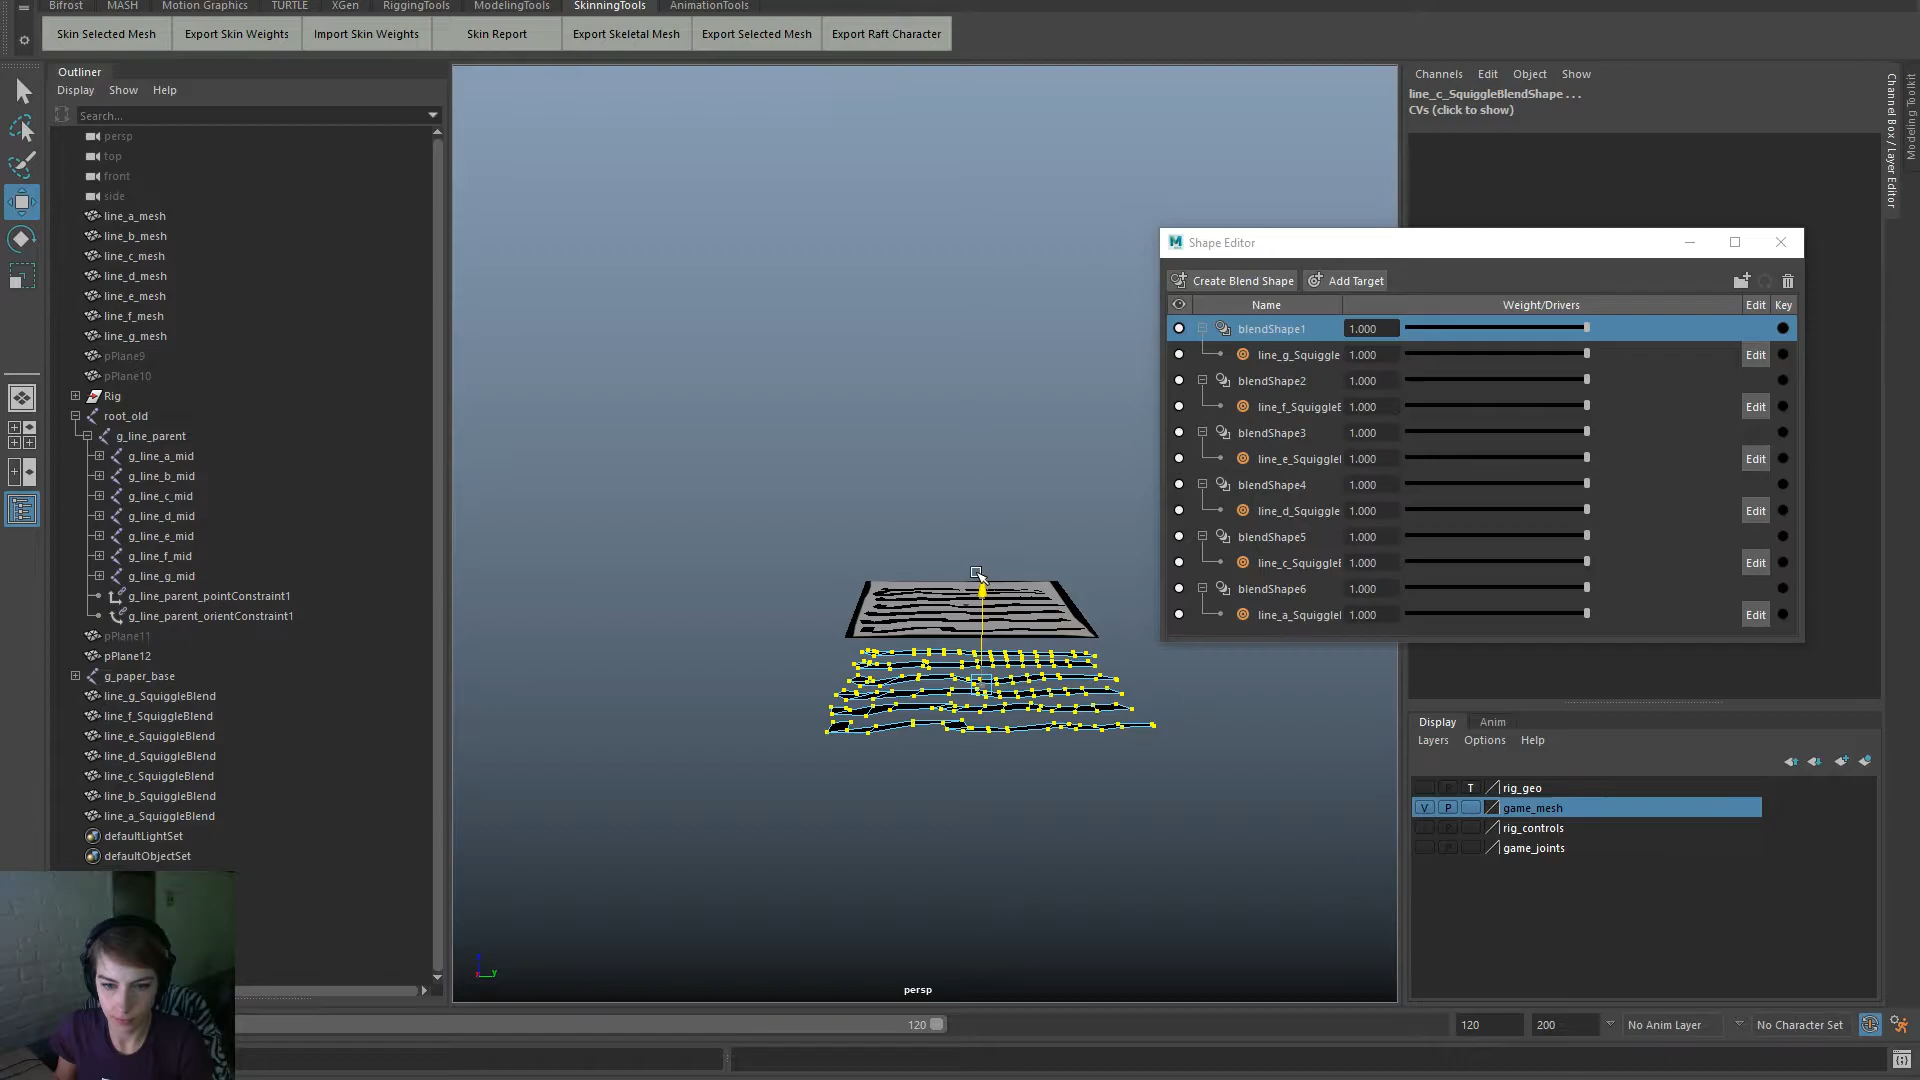 Bifrost MASH Motion Graphics TURTLE XGen RiggingTools ModelingTools SkinningTools AnimationTools
Skin Selected Mesh Export Skin Weights Import Skin Weights Skin Report Export Skeletal Mesh Export Selected Mesh Export Raft Character
Outliner
Display Show Help
Search...
persp
top
front
side
line_a_mesh
line_b_mesh
line_c_mesh
line_d_mesh
line_e_mesh
line_f_mesh
line_g_mesh
pPlane9
pPlane10
Rig
root_old
g_line_parent
g_line_a_mid
g_line_b_mid
g_line_c_mid
g_line_d_mid
g_line_e_mid
g_line_f_mid
g_line_g_mid
g_line_parent_pointConstraint1
g_line_parent_orientConstraint1
pPlane11
pPlane12
g_paper_base
line_g_SquiggleBlend
line_f_SquiggleBlend
line_e_SquiggleBlend
line_d_SquiggleBlend
line_c_SquiggleBlend
line_b_SquiggleBlend
line_a_SquiggleBlend
defaultLightSet
defaultObjectSet
y
persp
Shape Editor
Create Blend Shape Add Target
Name Weight/Drivers Edit Key
blendShape1 1.000
line_g_Squiggle 1.000 Edit
blendShape2 1.000
line_f_SquiggleE 1.000 Edit
blendShape3 1.000
line_e_Squiggle 1.000 Edit
blendShape4 1.000
line_d_Squiggle 1.000 Edit
blendShape5 1.000
line_c_SquiggleE 1.000 Edit
blendShape6 1.000
line_a_Squiggle 1.000 Edit
Channels Edit Object Show
line_c_SquiggleBlendShape . . .
CVs (click to show)
Channel Box / Layer Editor
Modeling Toolkit
Display Anim
Layers Options Help
T rig_geo
V P game_mesh
P rig_controls
P game_joints
120 120 200 No Anim Layer No Character Set